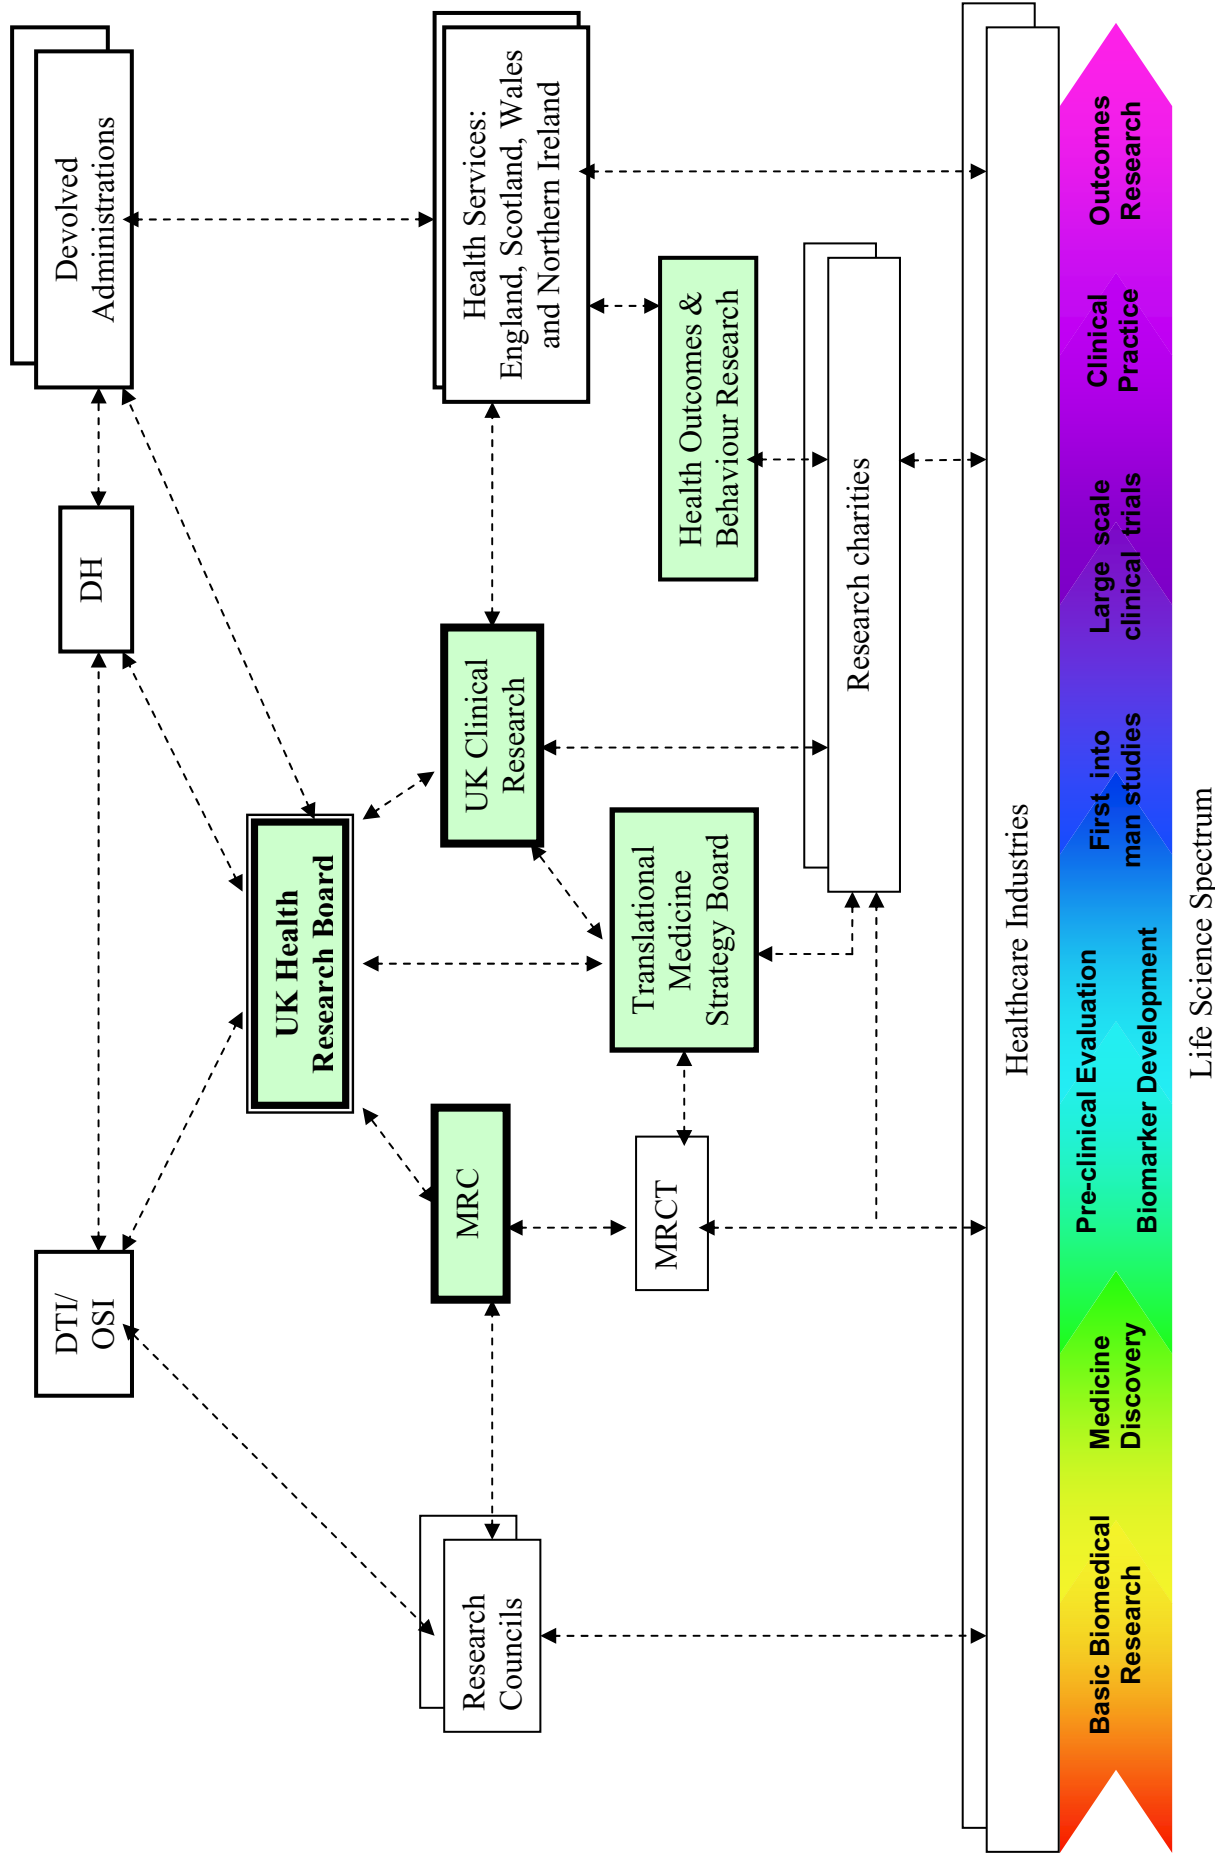 DTI/
OSI
DH
Devolved
Administrations
UK Health
Research Board
Research
Councils
MRC
UK Clinical
Research
Health Services:
England, Scotland, Wales
and Northern Ireland
MRCT
Translational
Medicine
Strategy Board
Health Outcomes &
Behaviour Research
Research charities
Healthcare Industries
Basic Biomedical
Research
Medicine
Discovery
Pre-clinical Evaluation
Biomarker Development
First into
man studies
Large scale
clinical trials
Clinical
Practice
Outcomes
Research
Life Science Spectrum